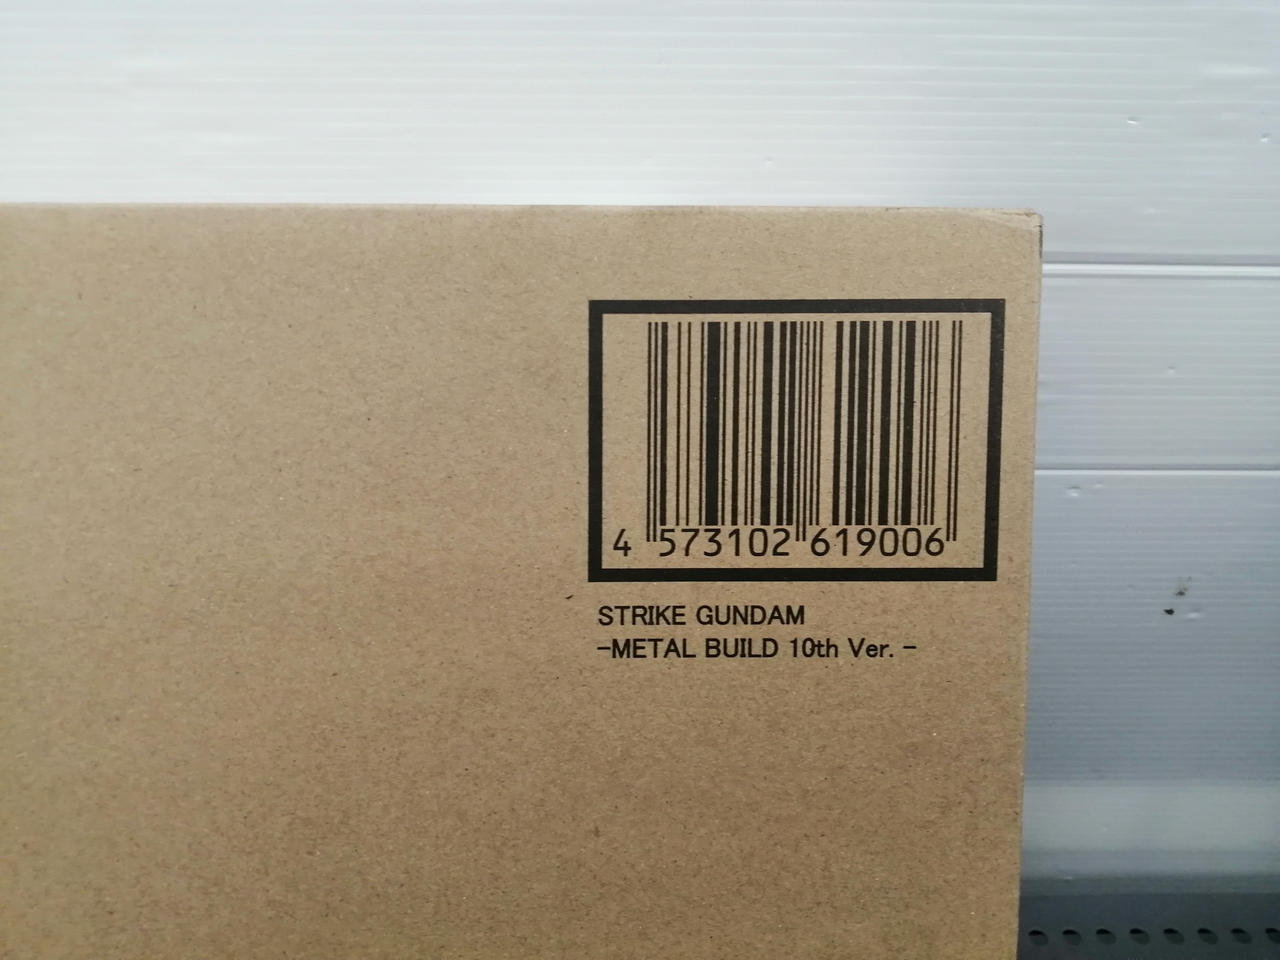 4 573102 619006
STRIKE GUNDAM
-METAL BUILD 10th Ver. -